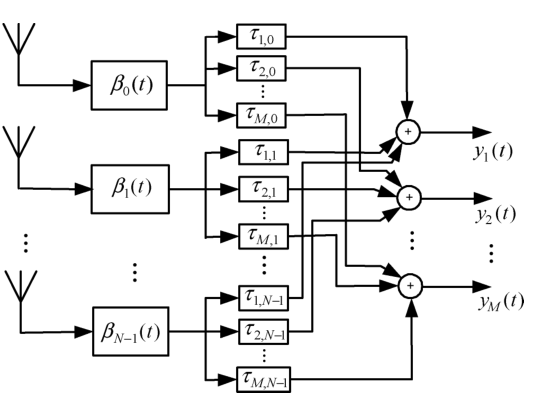 τ1,0
β0(t)
τ2,0
⋮
τM,0
+
y1(t)
τ1,1
β1(t)
τ2,1
+
y2(t)
⋮
τM,1
⋮
⋮
⋮
⋮
τ1,N-1
+
yM(t)
βN-1(t)
τ2,N-1
⋮
τM,N-1